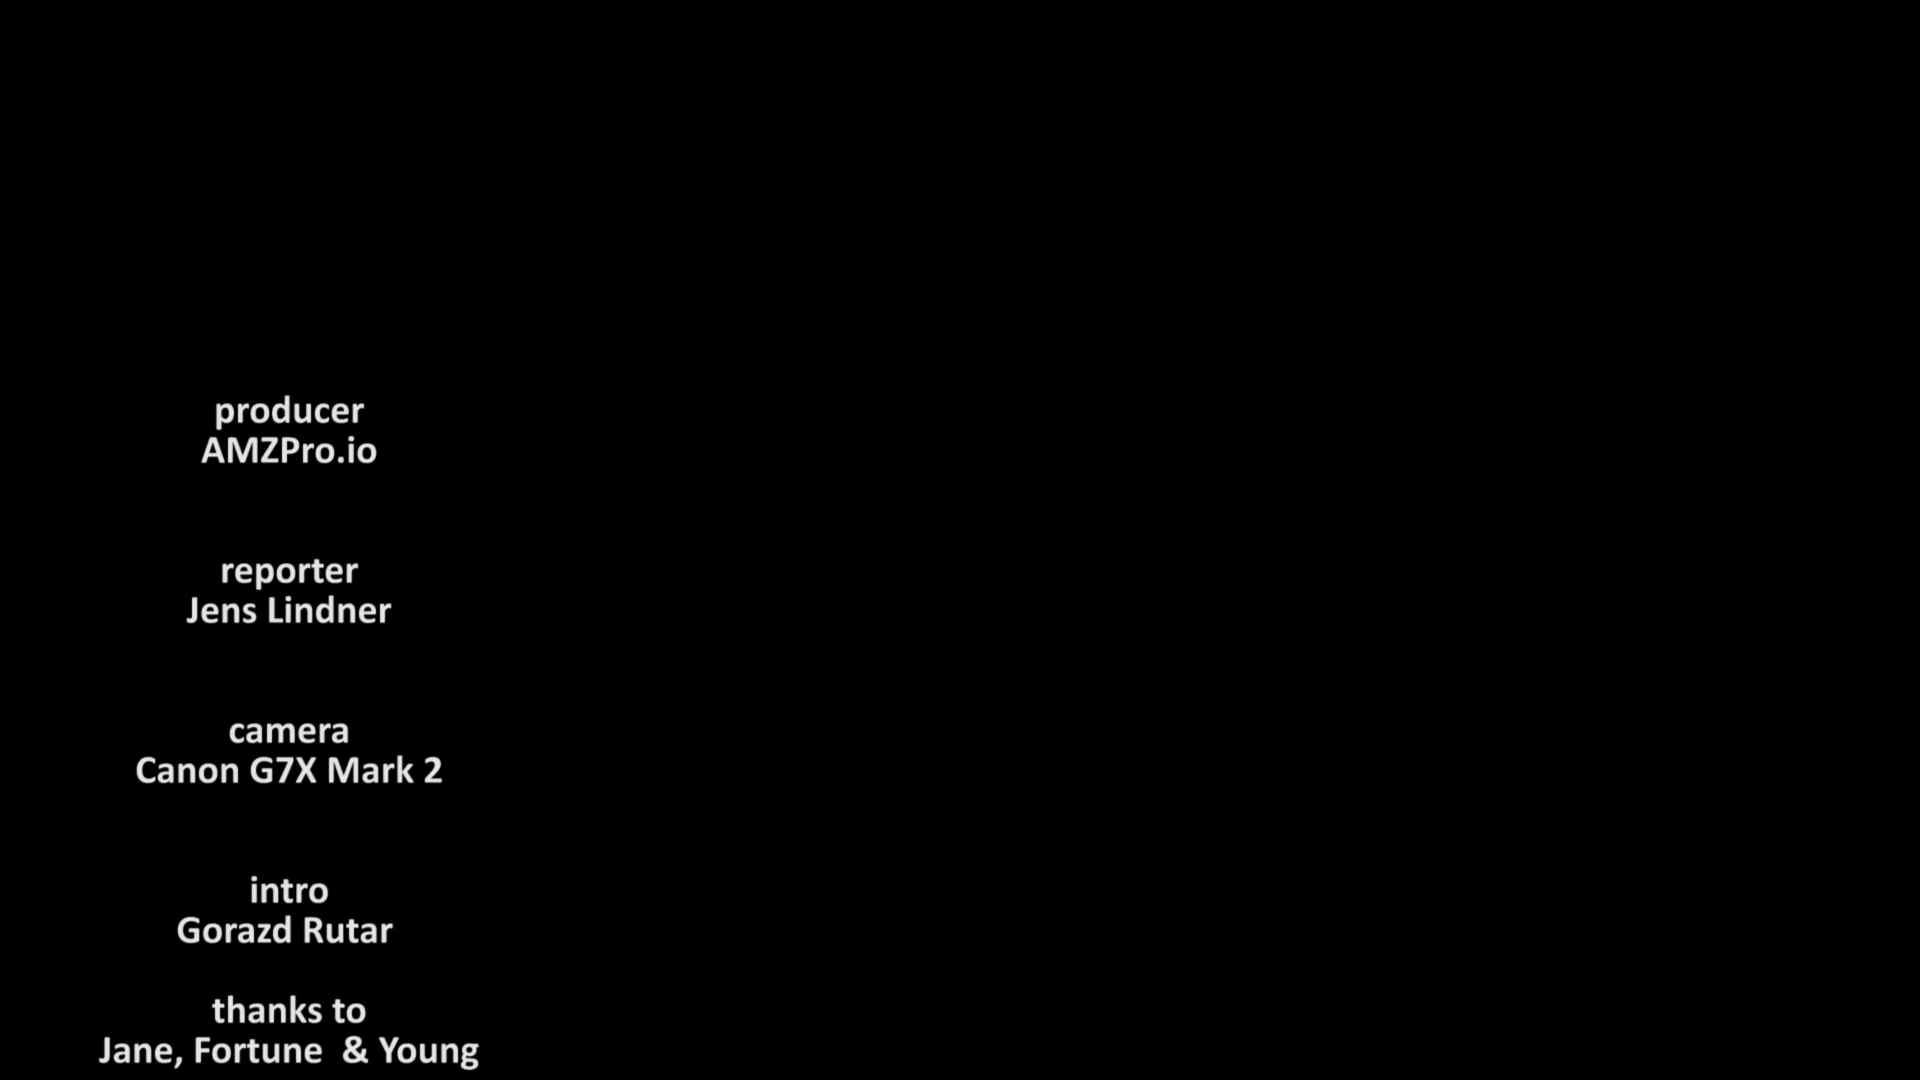 producer
AMZPro.io
reporter
Jens Lindner
camera
Canon G7X Mark 2
intro
Gorazd Rutar
thanks to
Jane, Fortune  & Young